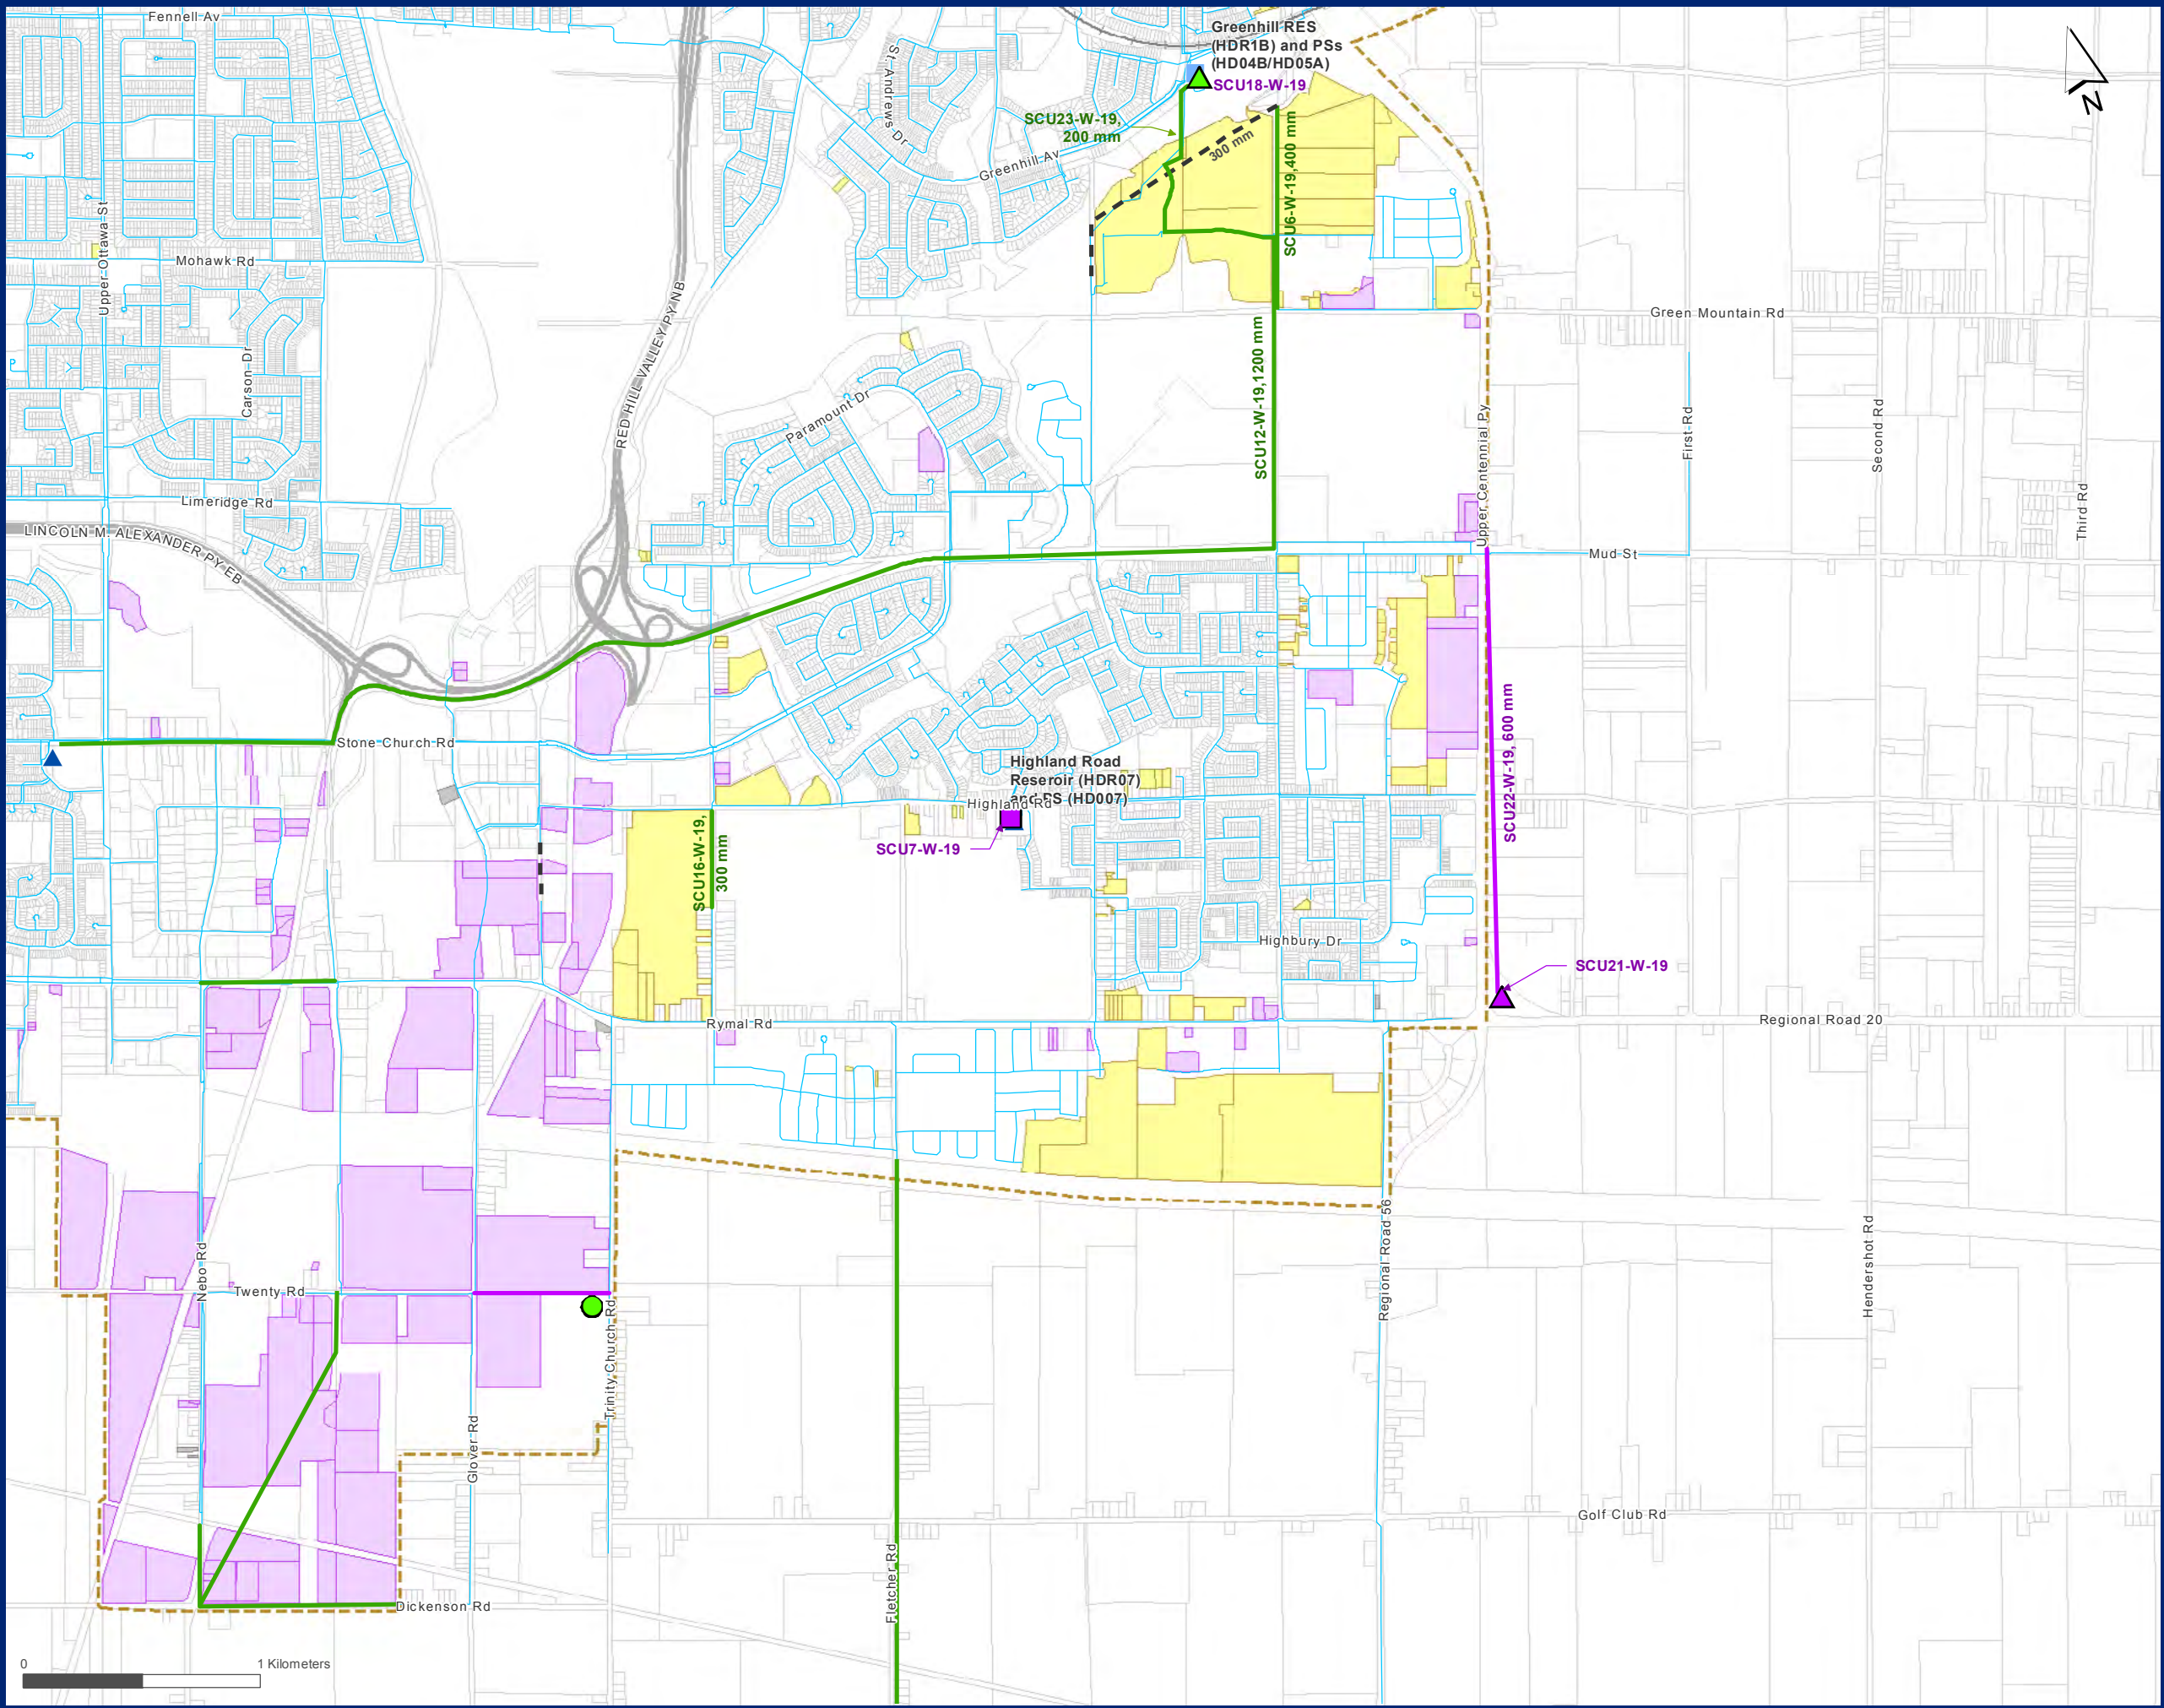 Fennell Av
Greenhill RES
(HDR1B) and PSs
(HD04B/HD05A)
SCU18-W-19
N
St. Andrews Dr
SCU23-W-19,
200 mm
Greenhill Av
300 mm
SCU6-W-19,400 mm
Upper Ottawa St
Mohawk Rd
RED HILL VALLEY PY NB
Green Mountain Rd
Carson Dr
Paramount Dr
SCU12-W-19,1200 mm
Upper Centennial Py
First Rd
Second Rd
Third Rd
Limeridge Rd
LINCOLN M. ALEXANDER PY EB
Mud St
Stone Church Rd
SCU22-W-19, 600 mm
Highland Road
Reseroir (HDR07)
and PS (HD007)
Highland Rd
SCU7-W-19
SCU16-W-19,
300 mm
Highbury Dr
SCU21-W-19
Rymal Rd
Regional Road 20
Nebo Rd
Twenty Rd
Trinity Church Rd
Regional Road 56
Hendershot Rd
Glover Rd
Golf Club Rd
Fletcher Rd
Dickenson Rd
0
1 Kilometers